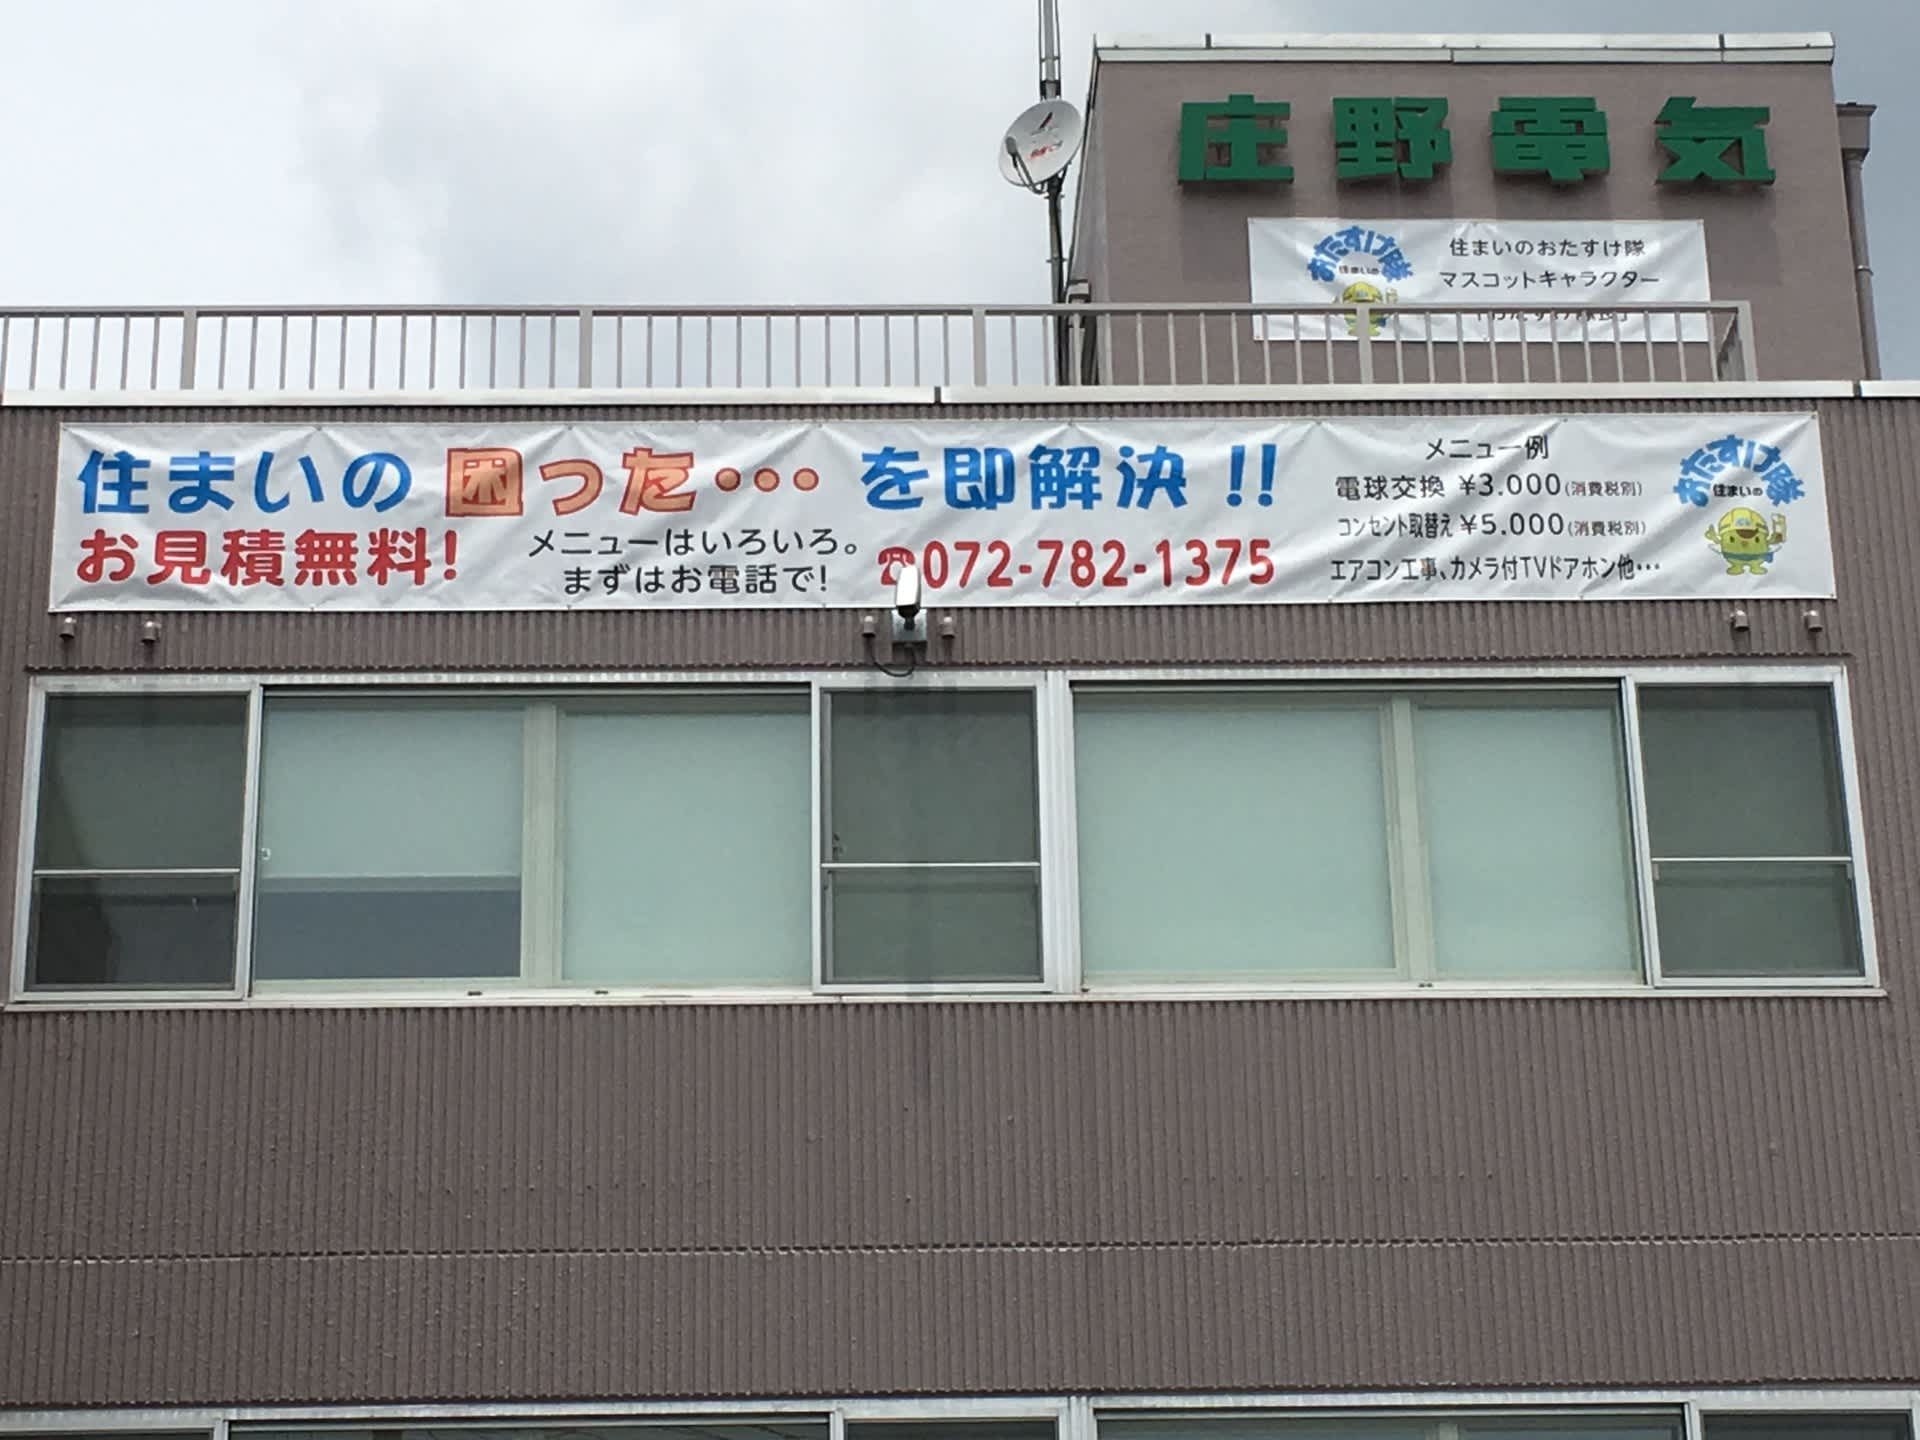 庄野電気
おたすけ隊
住まいの
住まいのおたすけ隊
マスコットキャラクター
住まいの困った・・・を即解決!!
お見積無料!
メニューはいろいろ。
まずはお電話で!
☎072-782-1375
メニュー例
電球交換 ¥3.000(消費税別)
コンセント取替え ¥5.000(消費税別)
エアコン工事、カメラ付TVドアホン他・・・
おたすけ隊
住まいの